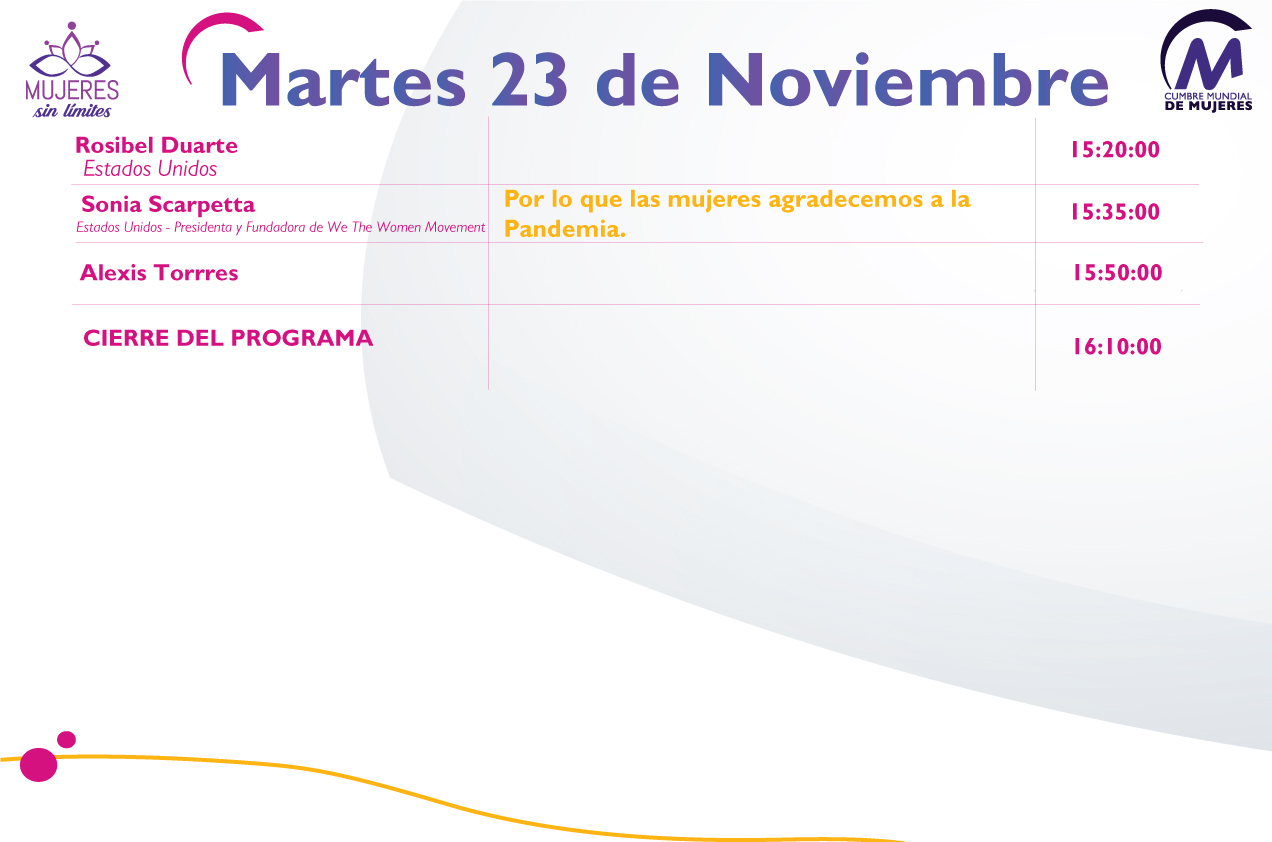 MUJERES
sin límites
Martes 23 de Noviembre
CUMBRE MUNDIAL
DE MUJERES
Rosibel Duarte
Estados Unidos
15:20:00
Sonia Scarpetta
Estados Unidos - Presidenta y Fundadora de We The Women Movement
Por lo que las mujeres agradecemos a la
Pandemia.
15:35:00
Alexis Torrres
15:50:00
CIERRE DEL PROGRAMA
16:10:00